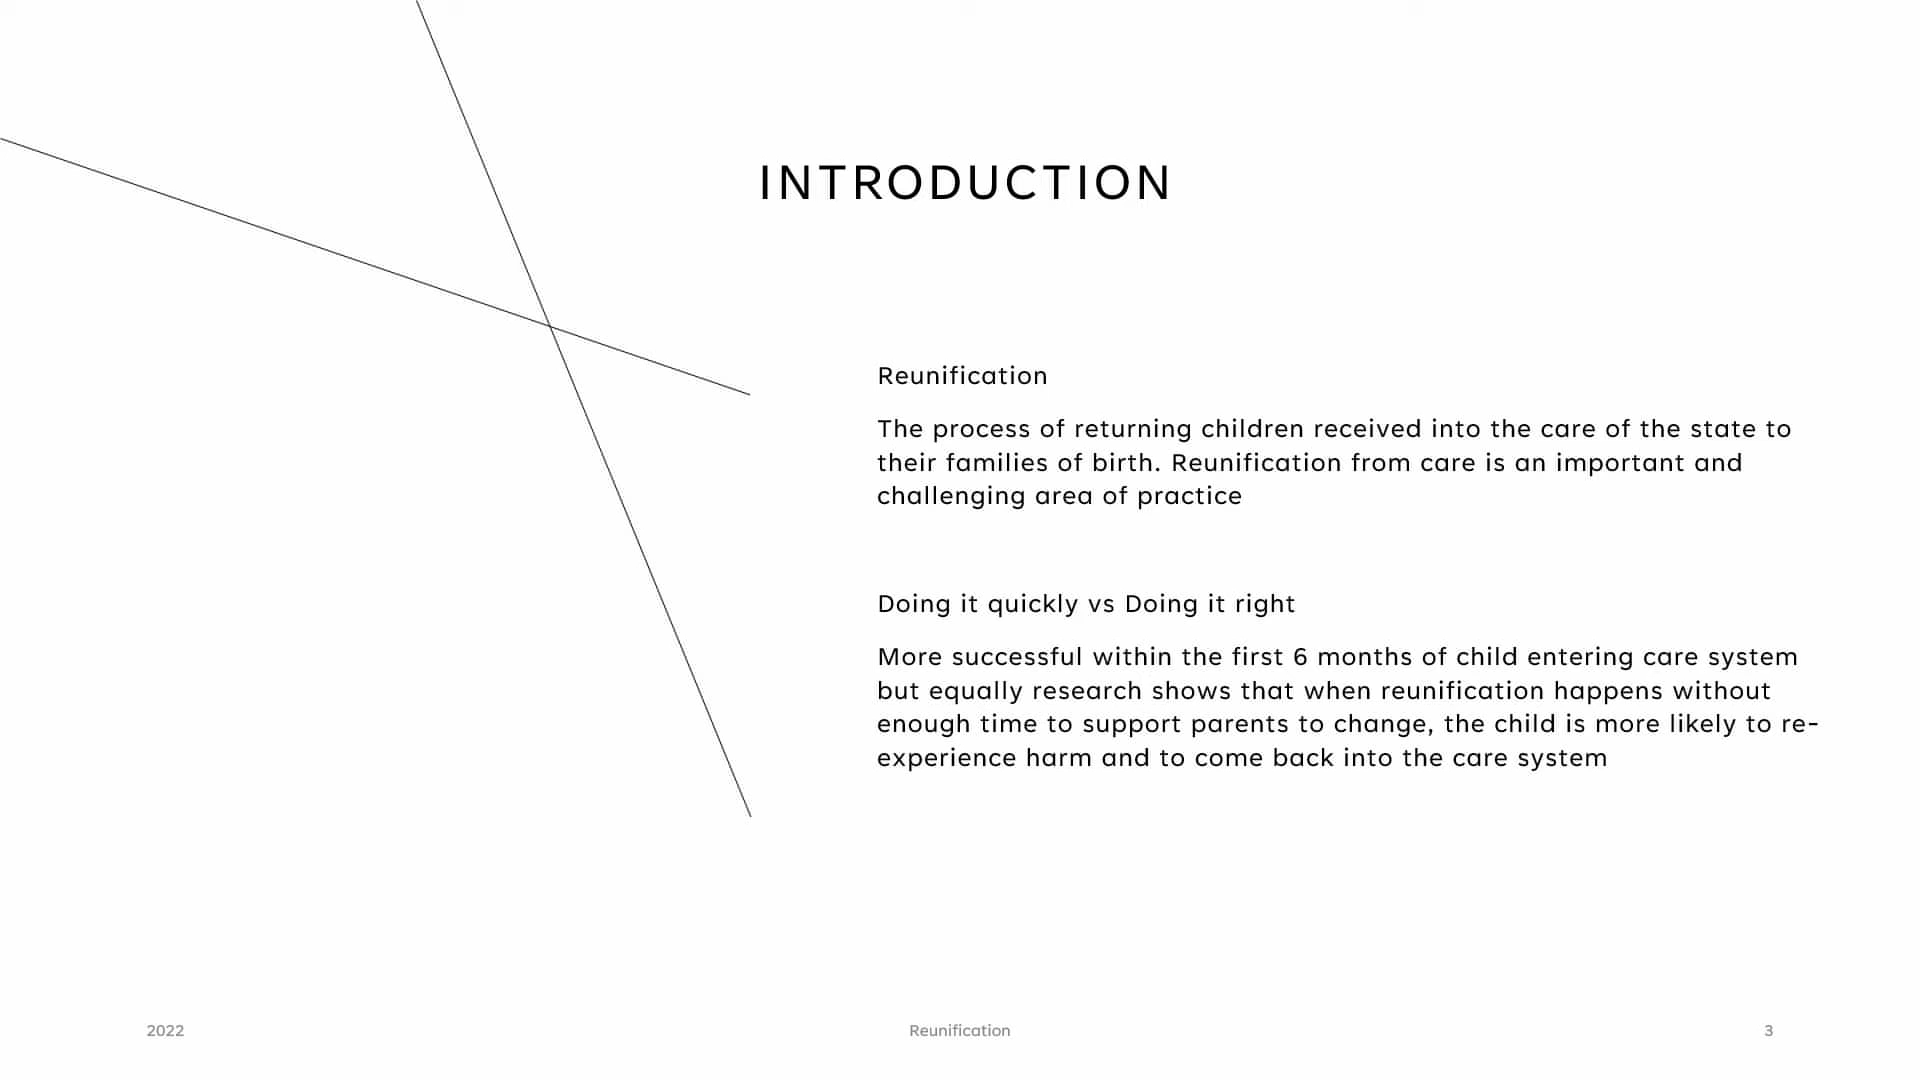 INTRODUCTION
Reunification
The process of returning children received into the care of the state to
their families of birth. Reunification from care is an important and
challenging area of practice
Doing it quickly vs Doing it right
More successful within the first 6 months of child entering care system
but equally research shows that when reunification happens without
enough time to support parents to change, the child is more likely to re-
experience harm and to come back into the care system
2022
Reunification
3